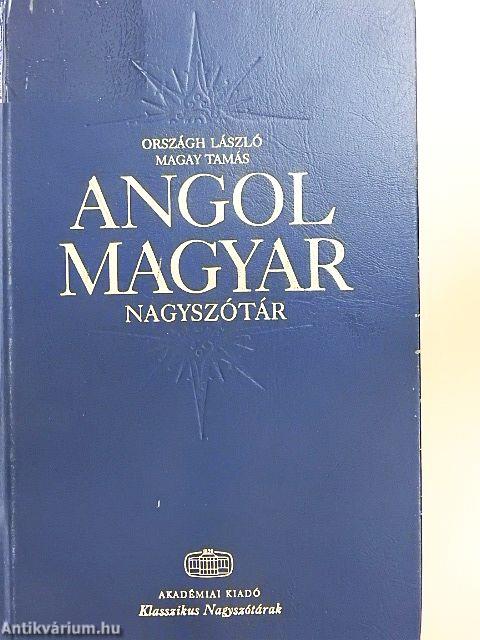 ORSZÁGH LÁSZLÓ
MAGAY TAMÁS
ANGOL
MAGYAR
NAGYSZÓTÁR
AKADÉMIAI KIADÓ
Klasszikus Nagyszótárak
Antikvárium.hu